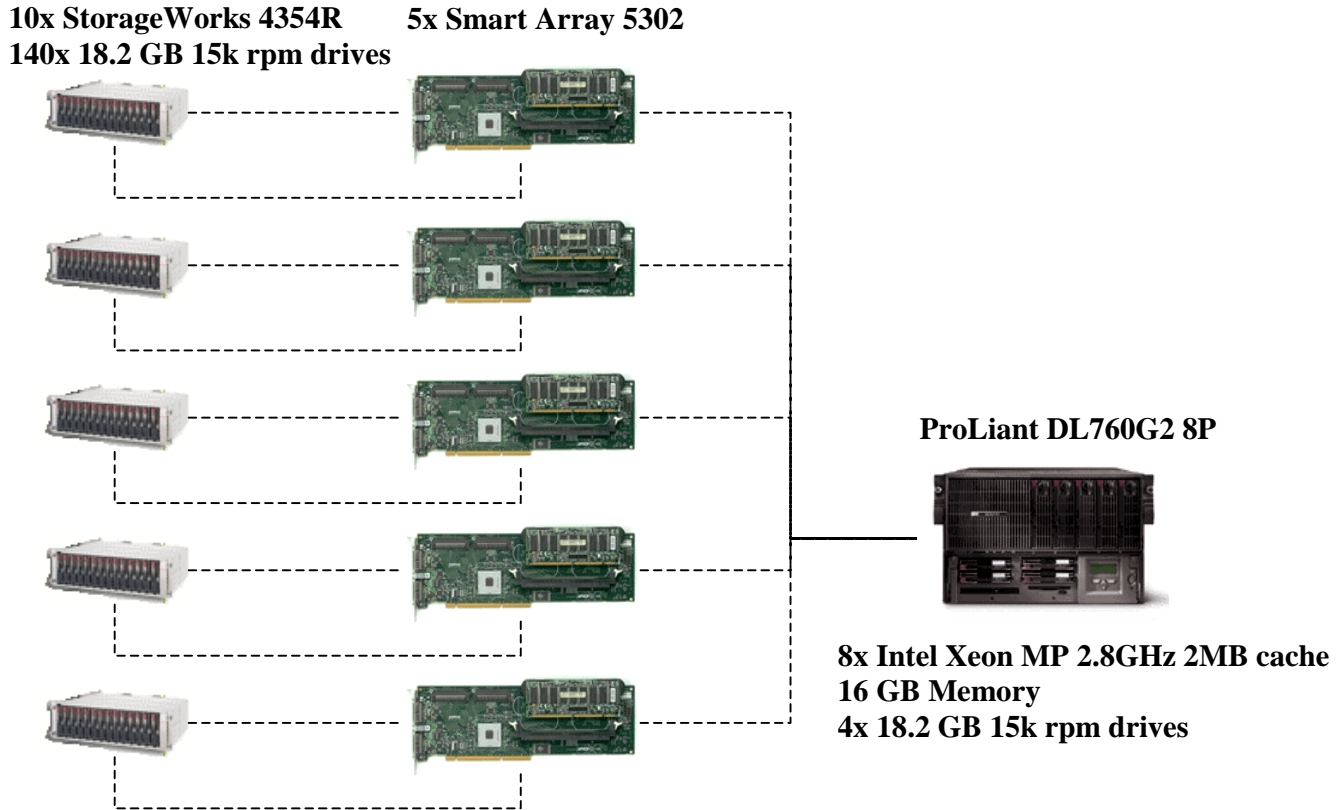 10x StorageWorks 4354R
140x 18.2 GB 15k rpm drives
5x Smart Array 5302
ProLiant DL760G2 8P
8x Intel Xeon MP 2.8GHz 2MB cache
16 GB Memory
4x 18.2 GB 15k rpm drives